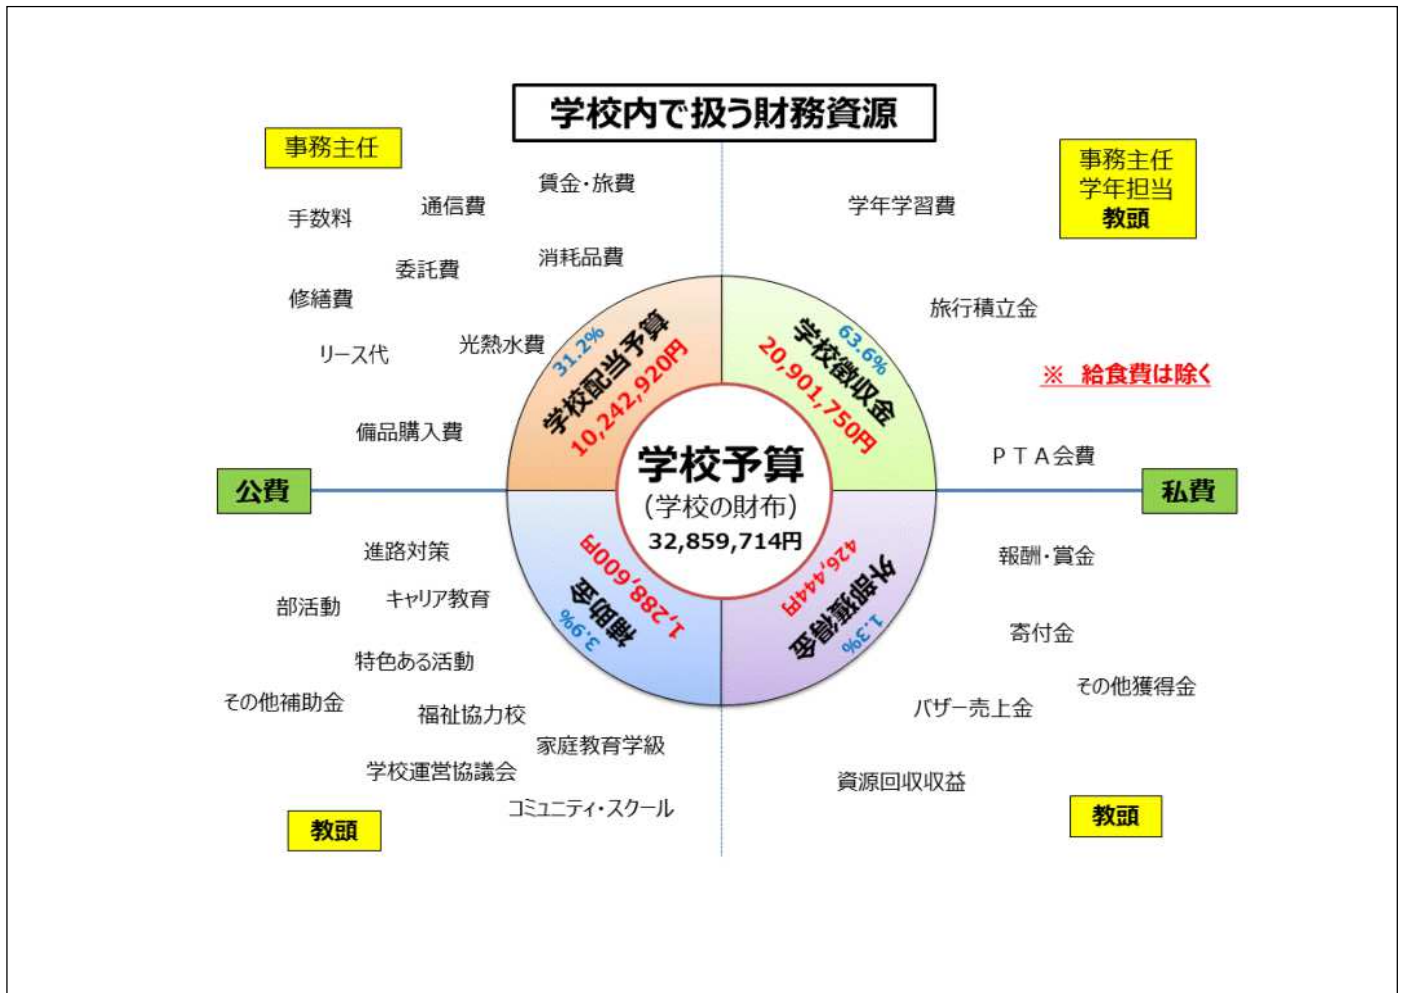 学校内で扱う財務資源
事務主任
賃金・旅費
通信費
手数料
消耗品費
委託費
修繕費
光熱水費
リース代
備品購入費
事務主任
学年担当
教頭
学年学習費
旅行積立金
※ 給食費は除く
ＰＴＡ会費
31.2%
学校配当予算
10,242,920円
63.6%
学校徴収金
20,901,750円
学校予算
（学校の財布）
32,859,714円
公費
私費
1,288,600円
補助金
3.9%
426,444円
外部獲得金
1.3%
進路対策
キャリア教育
部活動
特色ある活動
その他補助金
福祉協力校
家庭教育学級
学校運営協議会
コミュニティ・スクール
教頭
報酬・賞金
寄付金
その他獲得金
バザー売上金
資源回収収益
教頭